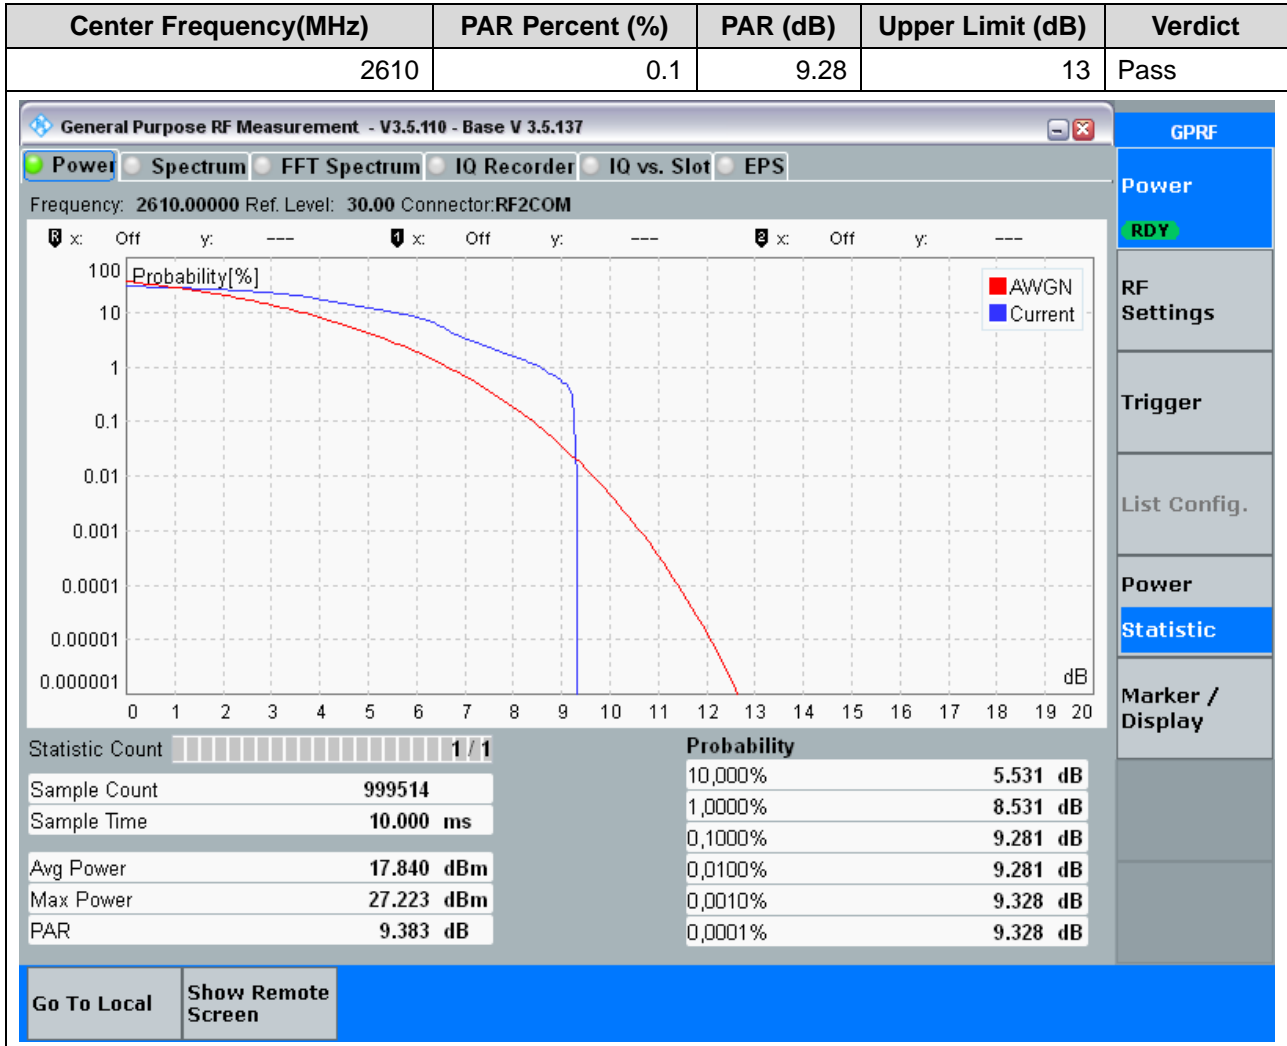 Center Frequency(MHz) PAR Percent (%) PAR (dB) Upper Limit (dB) Verdict
2610 0.1 9.28 13 Pass
General Purpose RF Measurement - V3.5.110 - Base V 3.5.137
GPRF
Power Spectrum FFT Spectrum IQ Recorder IQ vs. Slot EPS
Power
RDY
Frequency: 2610.00000 Ref. Level: 30.00 Connector:RF2COM
R x: Off y: --- 1 x: Off y: --- 2 x: Off y: ---
Probability[%]
AWGN
Current
100
10
1
0.1
0.01
0.001
0.0001
0.00001
0.000001
dB
0 1 2 3 4 5 6 7 8 9 10 11 12 13 14 15 16 17 18 19 20
RF
Settings
Trigger
List Config.
Power
Statistic
Marker /
Display
Statistic Count 1 / 1
Sample Count 999514
Sample Time 10.000 ms
Avg Power 17.840 dBm
Max Power 27.223 dBm
PAR 9.383 dB
Probability
10,000% 5.531 dB
1,0000% 8.531 dB
0,1000% 9.281 dB
0,0100% 9.281 dB
0,0010% 9.328 dB
0,0001% 9.328 dB
Go To Local
Show Remote
Screen